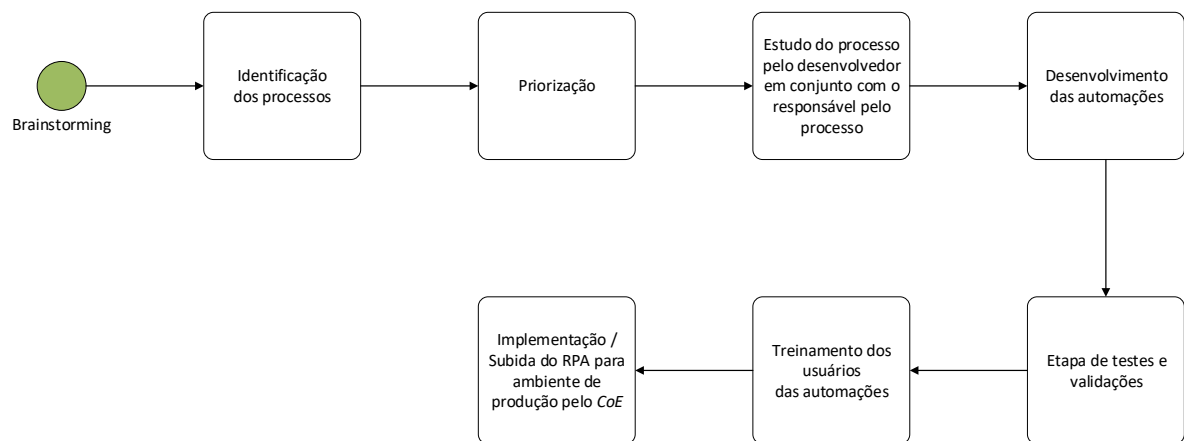 Brainstorming
Identificação
dos processos
Priorização
Estudo do processo
pelo desenvolvedor
em conjunto com o
responsável pelo
processo
Desenvolvimento
das automações
Etapa de testes e
validações
Treinamento dos
usuários
das automações
Implementação /
Subida do RPA para
ambiente de
produção pelo CoE